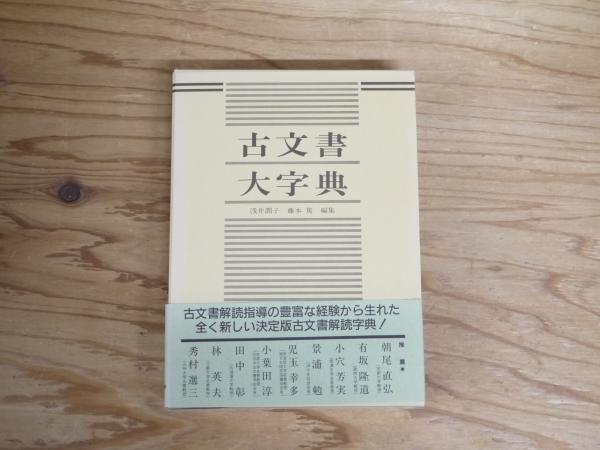 古文書
大字典
浅井潤子 藤本篤 編集
古文書解読指導の豊富な経験から生れた
全く新しい決定版古文書解読字典!
推薦
朝尾直弘
有坂隆道
小穴芳実
景浦勉
児玉幸多
小葉田淳
田中彰
林英夫
秀村選三